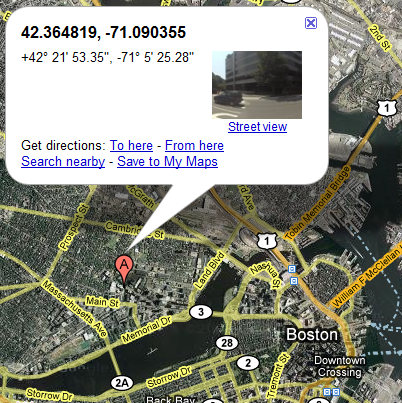 42.364819, -71.090355
+42° 21' 53.35", -71° 5' 25.28"
Street view
Get directions: To here - From here
Search nearby - Save to My Maps
1
Tobin Memorial Bridge
Prospect St
Cambridge St
1
A
Land Blvd
Nashua St
William F McClellan
Massachusetts Ave
Main St
Memorial Dr
3
Boston
28
2
Downtown
Crossing
Tremont St
2A
Storrow Dr
Storrow Dr
Back Bay